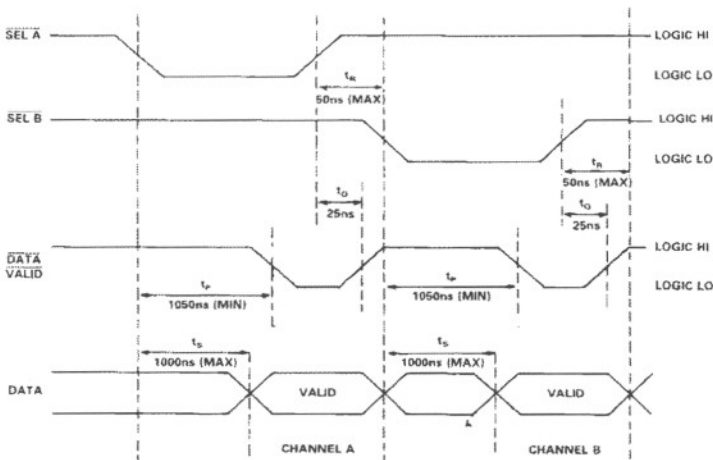 SEL A
LOGIC HI
LOGIC LO
tR
50ns (MAX)
SEL B
LOGIC HI
LOGIC LO
tR
50ns (MAX)
tO
25ns
tO
25ns
DATA
VALID
LOGIC HI
LOGIC LO
tP
1050ns (MIN)
tP
1050ns (MIN)
tS
1000ns (MAX)
tS
1000ns (MAX)
DATA
VALID
VALID
CHANNEL A
CHANNEL B